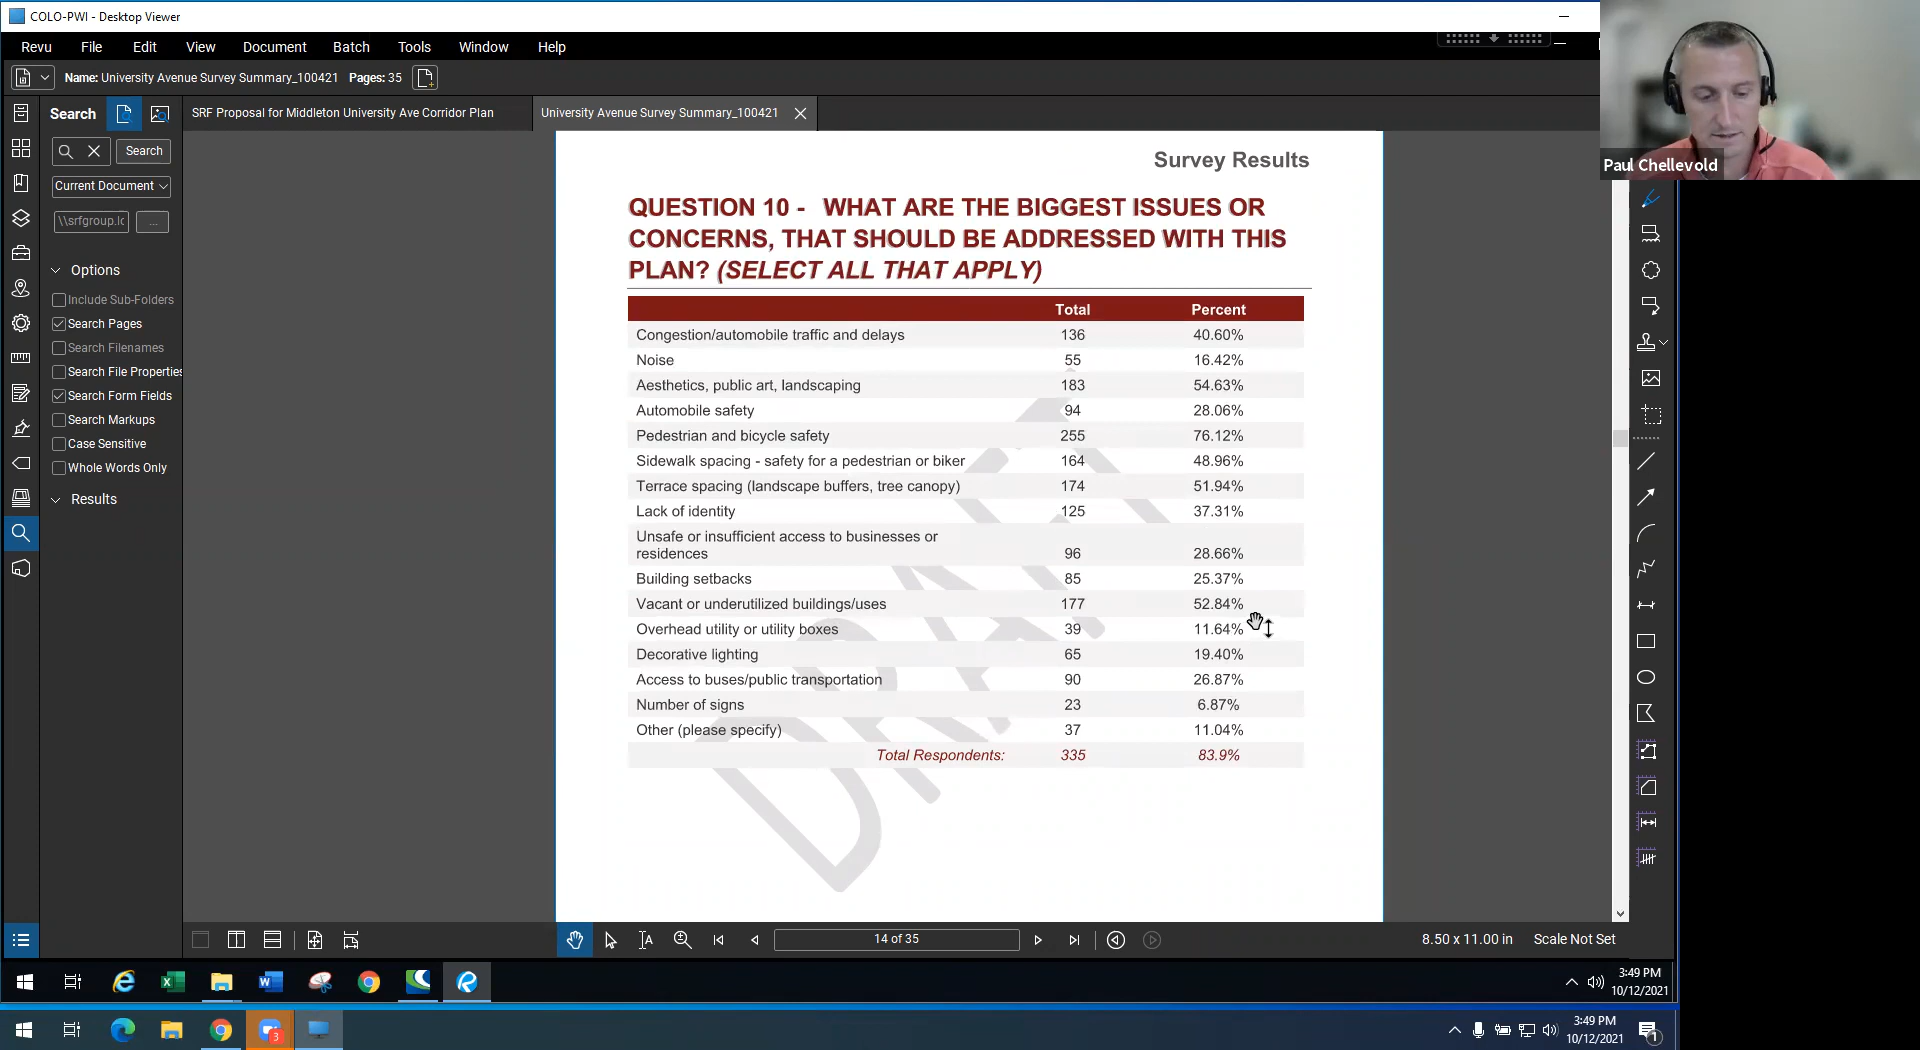 COLO-PWI - Desktop Viewer
Revu File Edit View Document Batch Tools Window Help
Name: University Avenue Survey Summary_100421 Pages: 35
Search
SRF Proposal for Middleton University Ave Corridor Plan
University Avenue Survey Summary_100421
Search
Current Document
\\srfgroup.lc
...
Options
Include Sub-Folders
Search Pages
Search Filenames
Search File Properties
Search Form Fields
Search Markups
Case Sensitive
Whole Words Only
Results
Paul Chellevold
Survey Results
QUESTION 10 - WHAT ARE THE BIGGEST ISSUES OR
CONCERNS, THAT SHOULD BE ADDRESSED WITH THIS
PLAN? (SELECT ALL THAT APPLY)
Total Percent
Congestion/automobile traffic and delays 136 40.60%
Noise 55 16.42%
Aesthetics, public art, landscaping 183 54.63%
Automobile safety 94 28.06%
Pedestrian and bicycle safety 255 76.12%
Sidewalk spacing - safety for a pedestrian or biker 164 48.96%
Terrace spacing (landscape buffers, tree canopy) 174 51.94%
Lack of identity 125 37.31%
Unsafe or insufficient access to businesses or
residences 96 28.66%
Building setbacks 85 25.37%
Vacant or underutilized buildings/uses 177 52.84%
Overhead utility or utility boxes 39 11.64%
Decorative lighting 65 19.40%
Access to buses/public transportation 90 26.87%
Number of signs 23 6.87%
Other (please specify) 37 11.04%
Total Respondents: 335 83.9%
DRAFT
14 of 35
8.50 x 11.00 in Scale Not Set
3:49 PM
10/12/2021
3:49 PM
10/12/2021
3
1